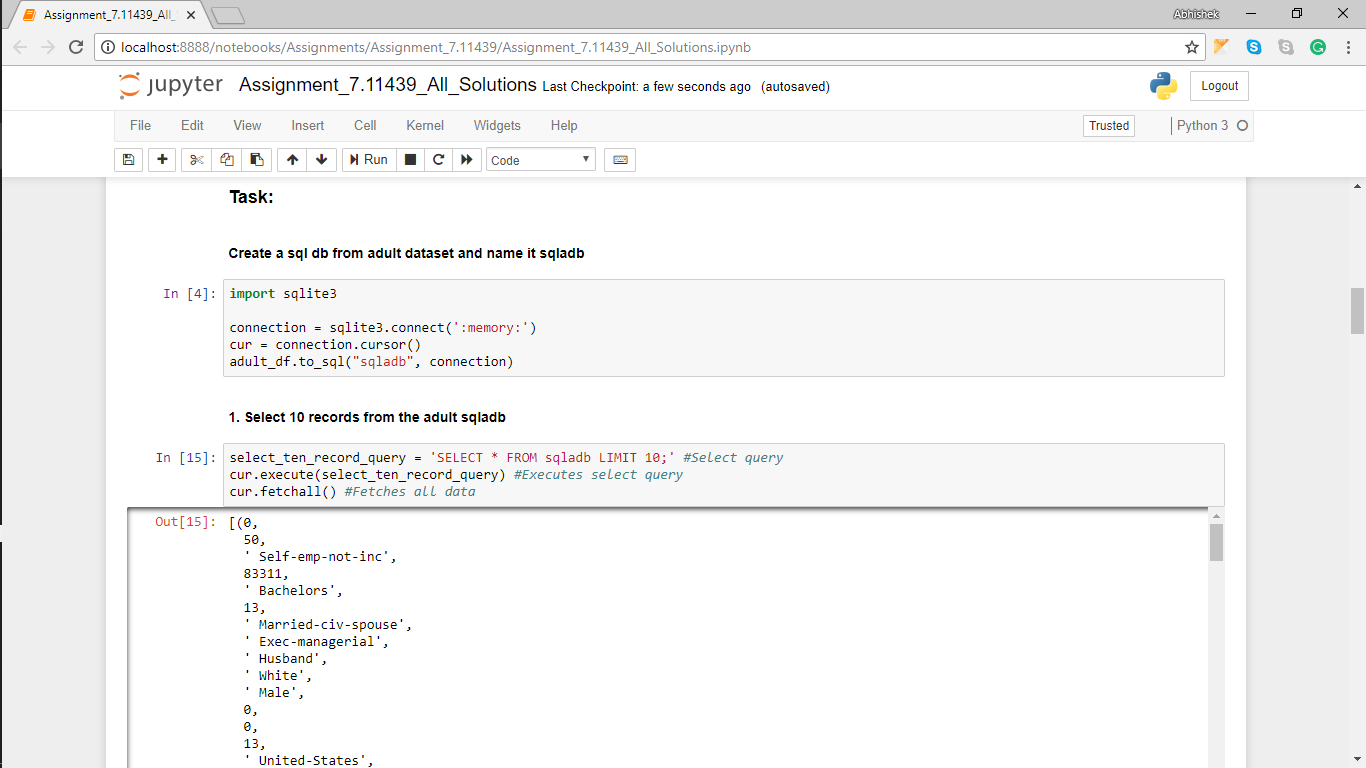 Assignment_7.11439_All_
Abhishek
localhost:8888/notebooks/Assignments/Assignment_7.11439/Assignment_7.11439_All_Solutions.ipynb
jupyter Assignment_7.11439_All_Solutions Last Checkpoint: a few seconds ago (autosaved)
Logout
File Edit View Insert Cell Kernel Widgets Help Trusted Python 3
Run Code
Task:
Create a sql db from adult dataset and name it sqladb
In [4]: import sqlite3
connection = sqlite3.connect(':memory:')
cur = connection.cursor()
adult_df.to_sql("sqladb", connection)
1. Select 10 records from the adult sqladb
In [15]: select_ten_record_query = 'SELECT * FROM sqladb LIMIT 10;' #Select query
cur.execute(select_ten_record_query) #Executes select query
cur.fetchall() #Fetches all data
Out[15]: [(0,
50,
' Self-emp-not-inc',
83311,
' Bachelors',
13,
' Married-civ-spouse',
' Exec-managerial',
' Husband',
' White',
' Male',
0,
0,
13,
' United-States',